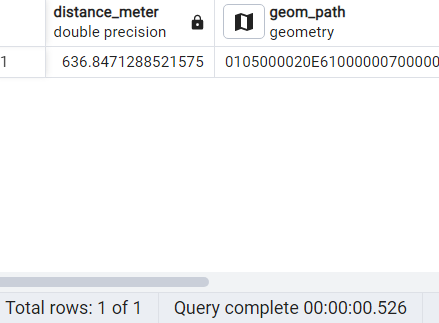 distance_meter geom_path
double precision geometry
1 636.8471288521575 0105000020E61000000700000
Total rows: 1 of 1 Query complete 00:00:00.526